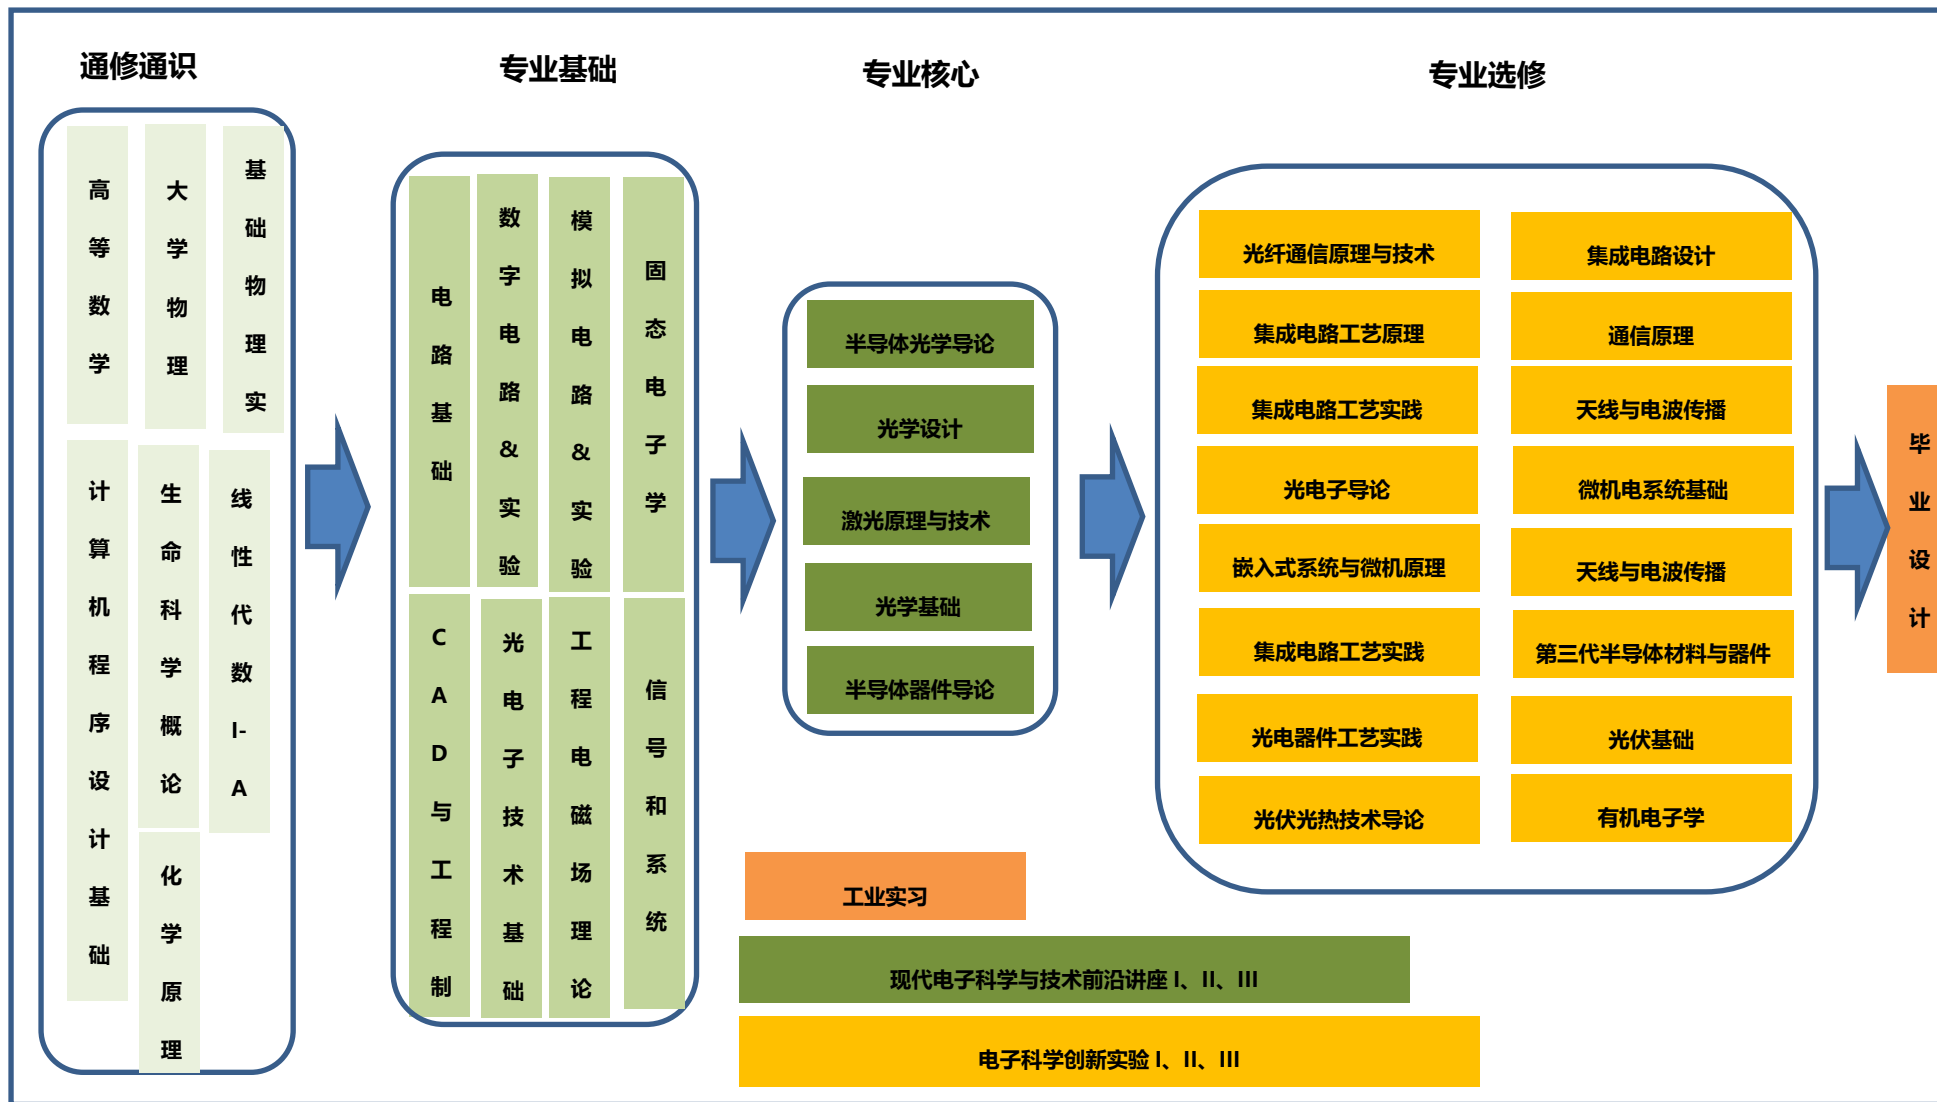 通修通识
专业基础
专业核心
专业选修
高等数学
大学物理
基础物理实
计算机程序设计基础
生命科学概论
线性代数I-A
化学原理
电路基础
数字电路&实验
模拟电路&实验
固态电子学
CAD与工程制
光电子技术基础
工程电磁场理论
信号和系统
半导体光学导论
光学设计
激光原理与技术
光学基础
半导体器件导论
光纤通信原理与技术
集成电路设计
集成电路工艺原理
通信原理
集成电路工艺实践
天线与电波传播
光电子导论
微机电系统基础
嵌入式系统与微机原理
天线与电波传播
集成电路工艺实践
第三代半导体材料与器件
光电器件工艺实践
光伏基础
光伏光热技术导论
有机电子学
毕业设计
工业实习
现代电子科学与技术前沿讲座 I、II、III
电子科学创新实验 I、II、III